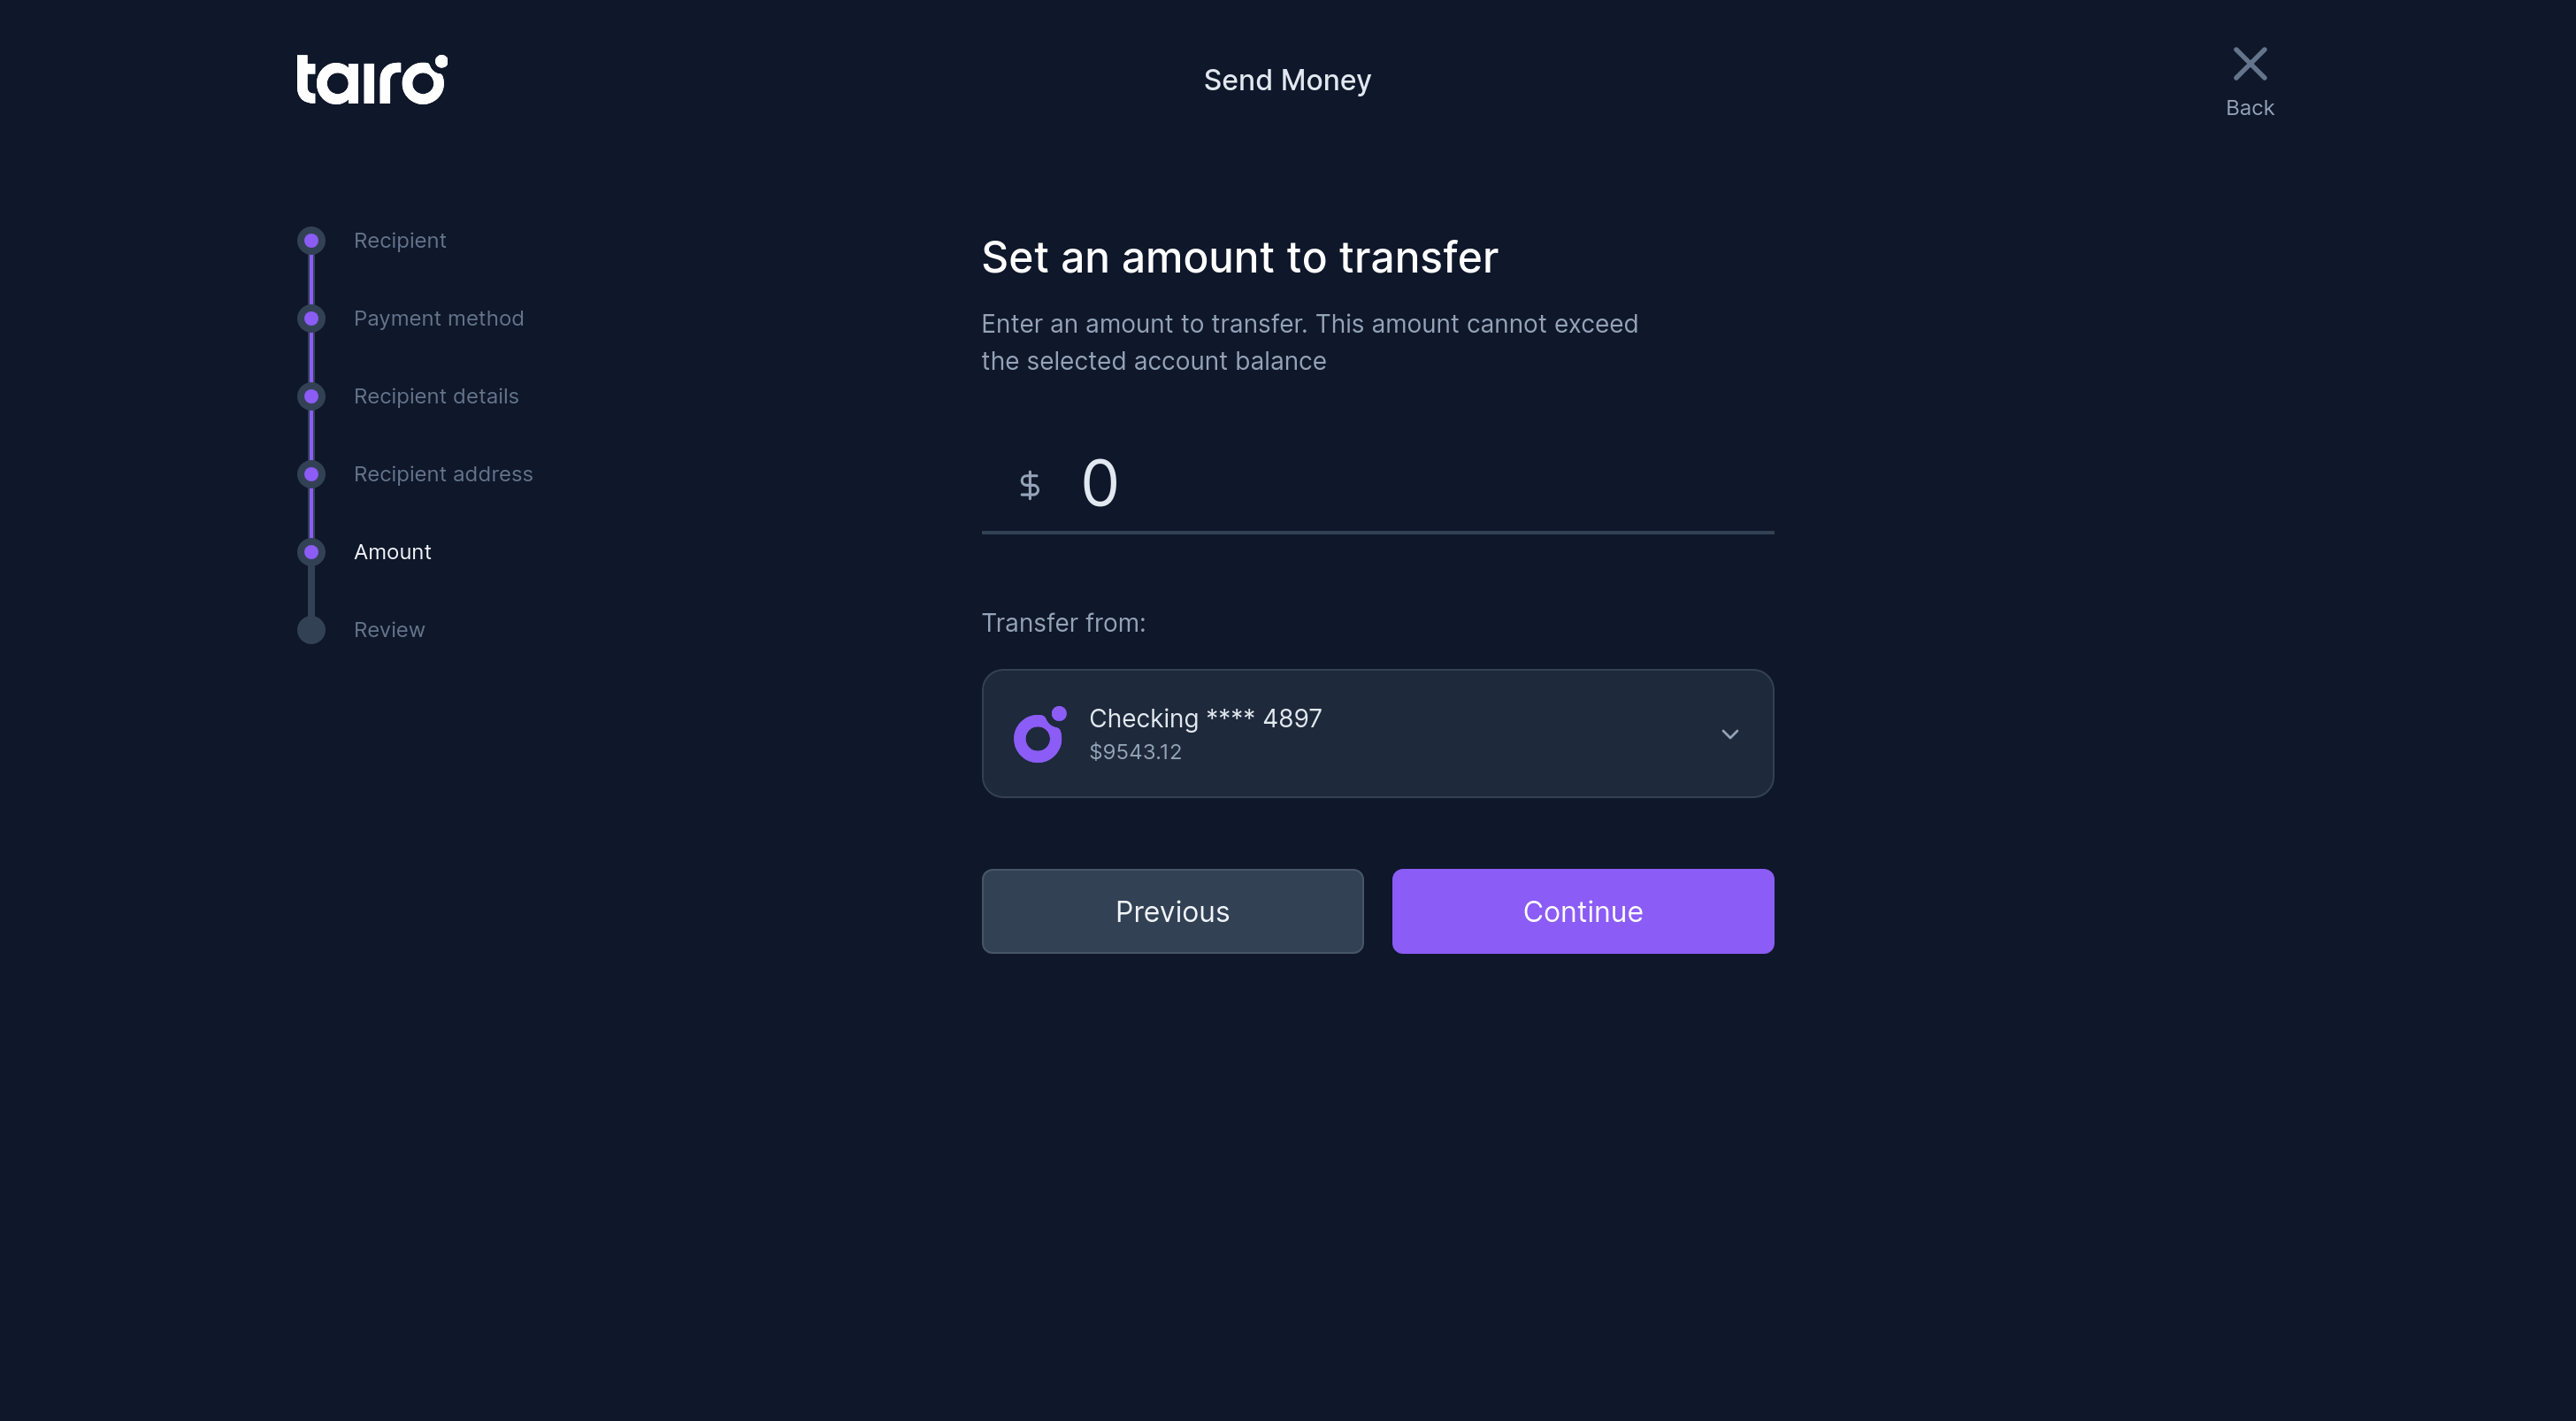 tairo
Send Money
Back
Recipient
Payment method
Recipient details
Recipient address
Amount
Review
Set an amount to transfer
Enter an amount to transfer. This amount cannot exceed
the selected account balance
$ 0
Transfer from:
Checking **** 4897
$9543.12
Previous
Continue